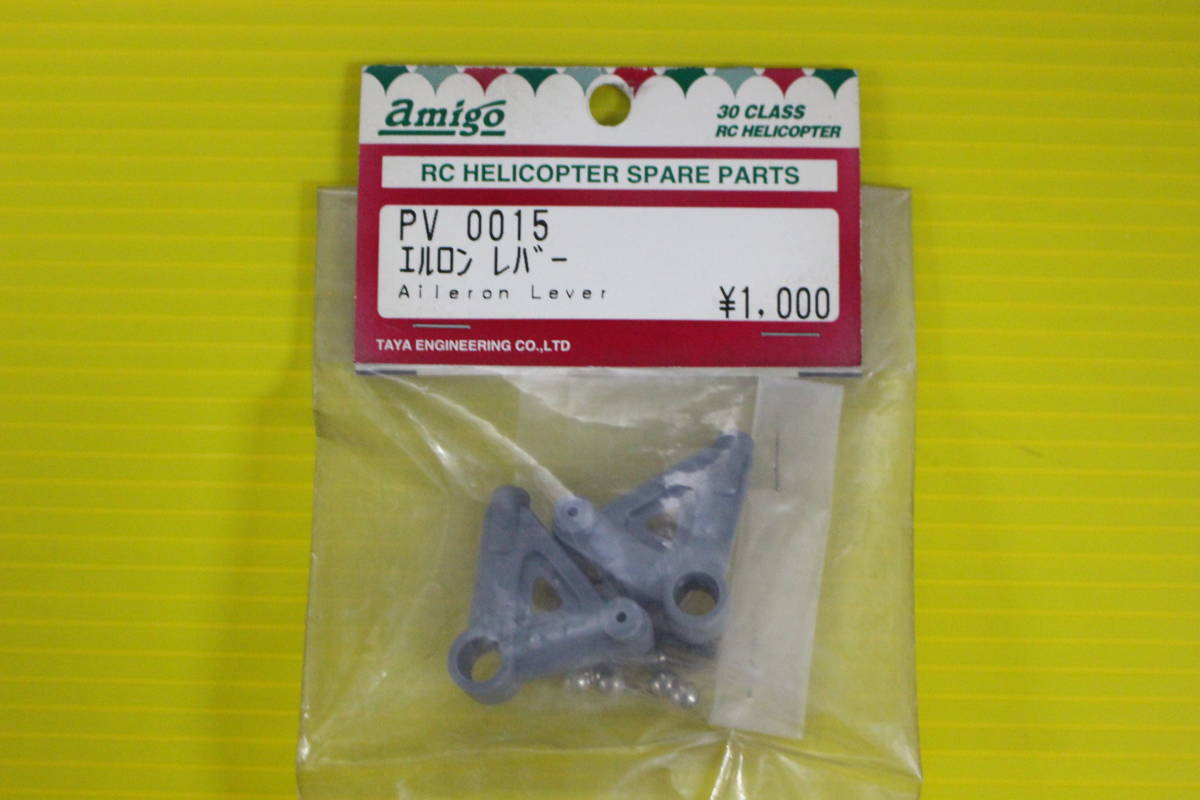 amigo
30 CLASS
RC HELICOPTER
RC HELICOPTER SPARE PARTS
PV 0015
エルロン レバー
Aileron Lever
¥1,000
TAYA ENGINEERING CO.,LTD